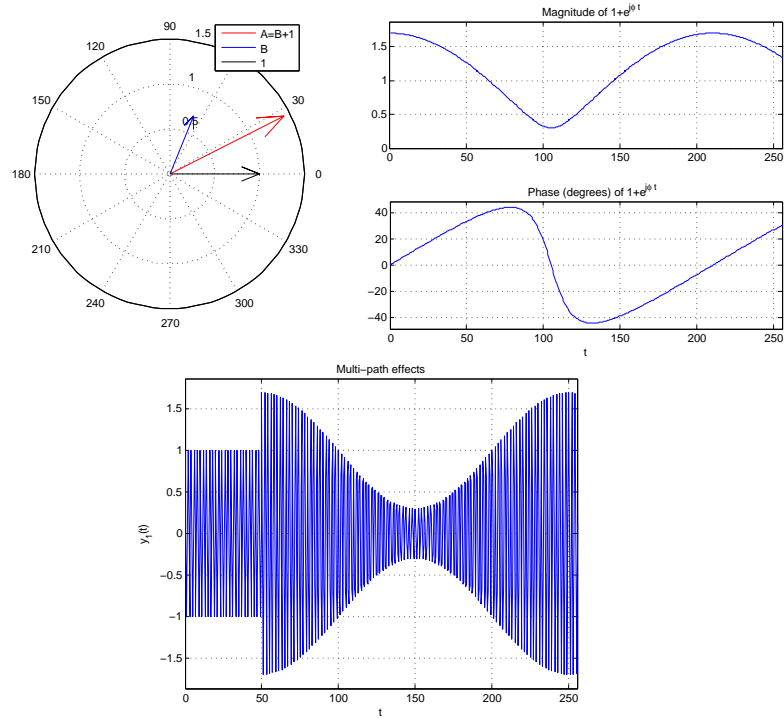 90
120
1.5
A=B+1
B
1
60
1
150
30
0.5
180
0
210
330
240
300
270
Magnitude of 1+e^{jϕ t}
1.5
1
0.5
0
0 50 100 150 200 250
Phase (degrees) of 1+e^{jϕ t}
40
20
0
−20
−40
0 50 100 150 200 250
t
Multi−path effects
1.5
1
0.5
0
−0.5
−1
−1.5
y_1(t)
0 50 100 150 200 250
t